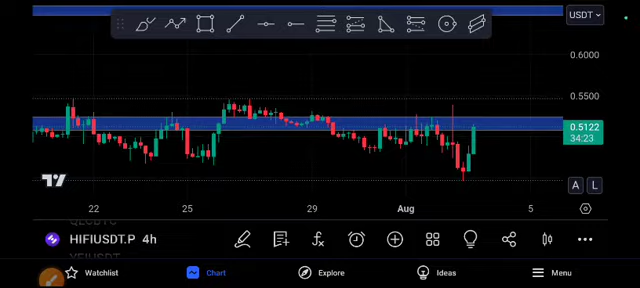 USDT
0.6000
0.5500
0.5122
34:23
A L
22 25 29 Aug 5
HIFIUSDT.P 4h
Watchlist Chart Explore Ideas Menu